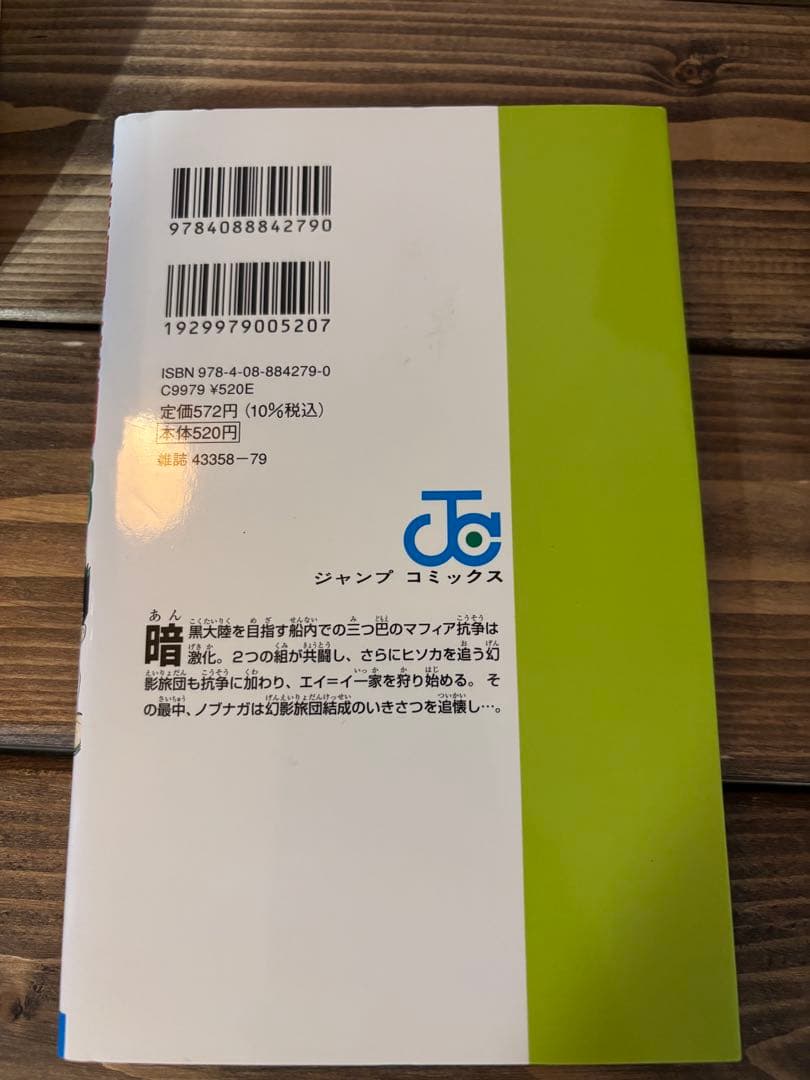 9784088842790
1929979005207
ISBN 978-4-08-884279-0
C9979 ¥520E
定価572円（10％税込）
本体520円
雑誌 43358-79
JC
ジャンプ コミックス
暗黒大陸を目指す船内での三つ巴のマフィア抗争は
激化。2つの組が共闘し、さらにヒソカを追う幻
影旅団も抗争に加わり、エイ=イ一家を狩り始める。そ
の最中、ノブナガは幻影旅団結成のいきさつを追懐し…。